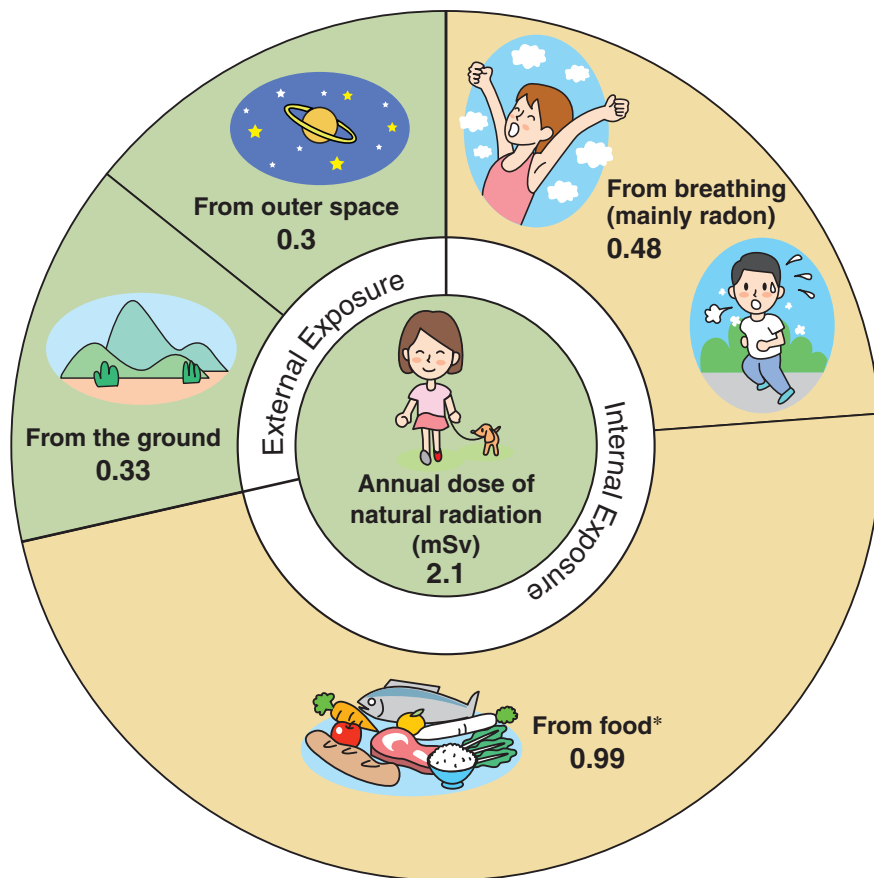 From outer space
0.3
From breathing
(mainly radon)
0.48
From the ground
0.33
External Exposure
Internal Exposure
Annual dose of
natural radiation
(mSv)
2.1
From food*
0.99